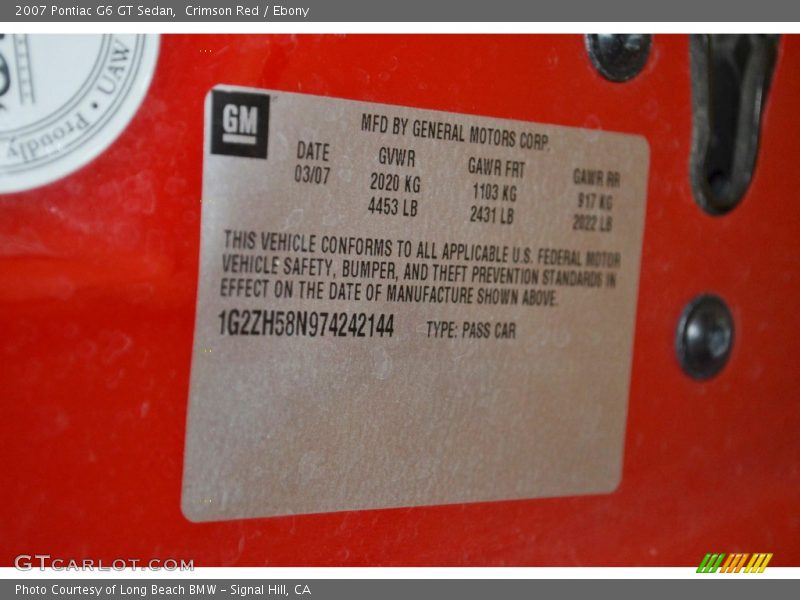 2007 Pontiac G6 GT Sedan,  Crimson Red / Ebony
Proudly • UAW
GM
MFD BY GENERAL MOTORS CORP.
DATE GVWR GAWR FRT GAWR RR
03/07 2020 KG 1103 KG 917 KG
4453 LB 2431 LB 2022 LB
THIS VEHICLE CONFORMS TO ALL APPLICABLE U.S. FEDERAL MOTOR
VEHICLE SAFETY, BUMPER, AND THEFT PREVENTION STANDARDS IN
EFFECT ON THE DATE OF MANUFACTURE SHOWN ABOVE.
1G2ZH58N974242144 TYPE: PASS CAR
GTCARLOT.COM
Photo Courtesy of Long Beach BMW - Signal Hill, CA